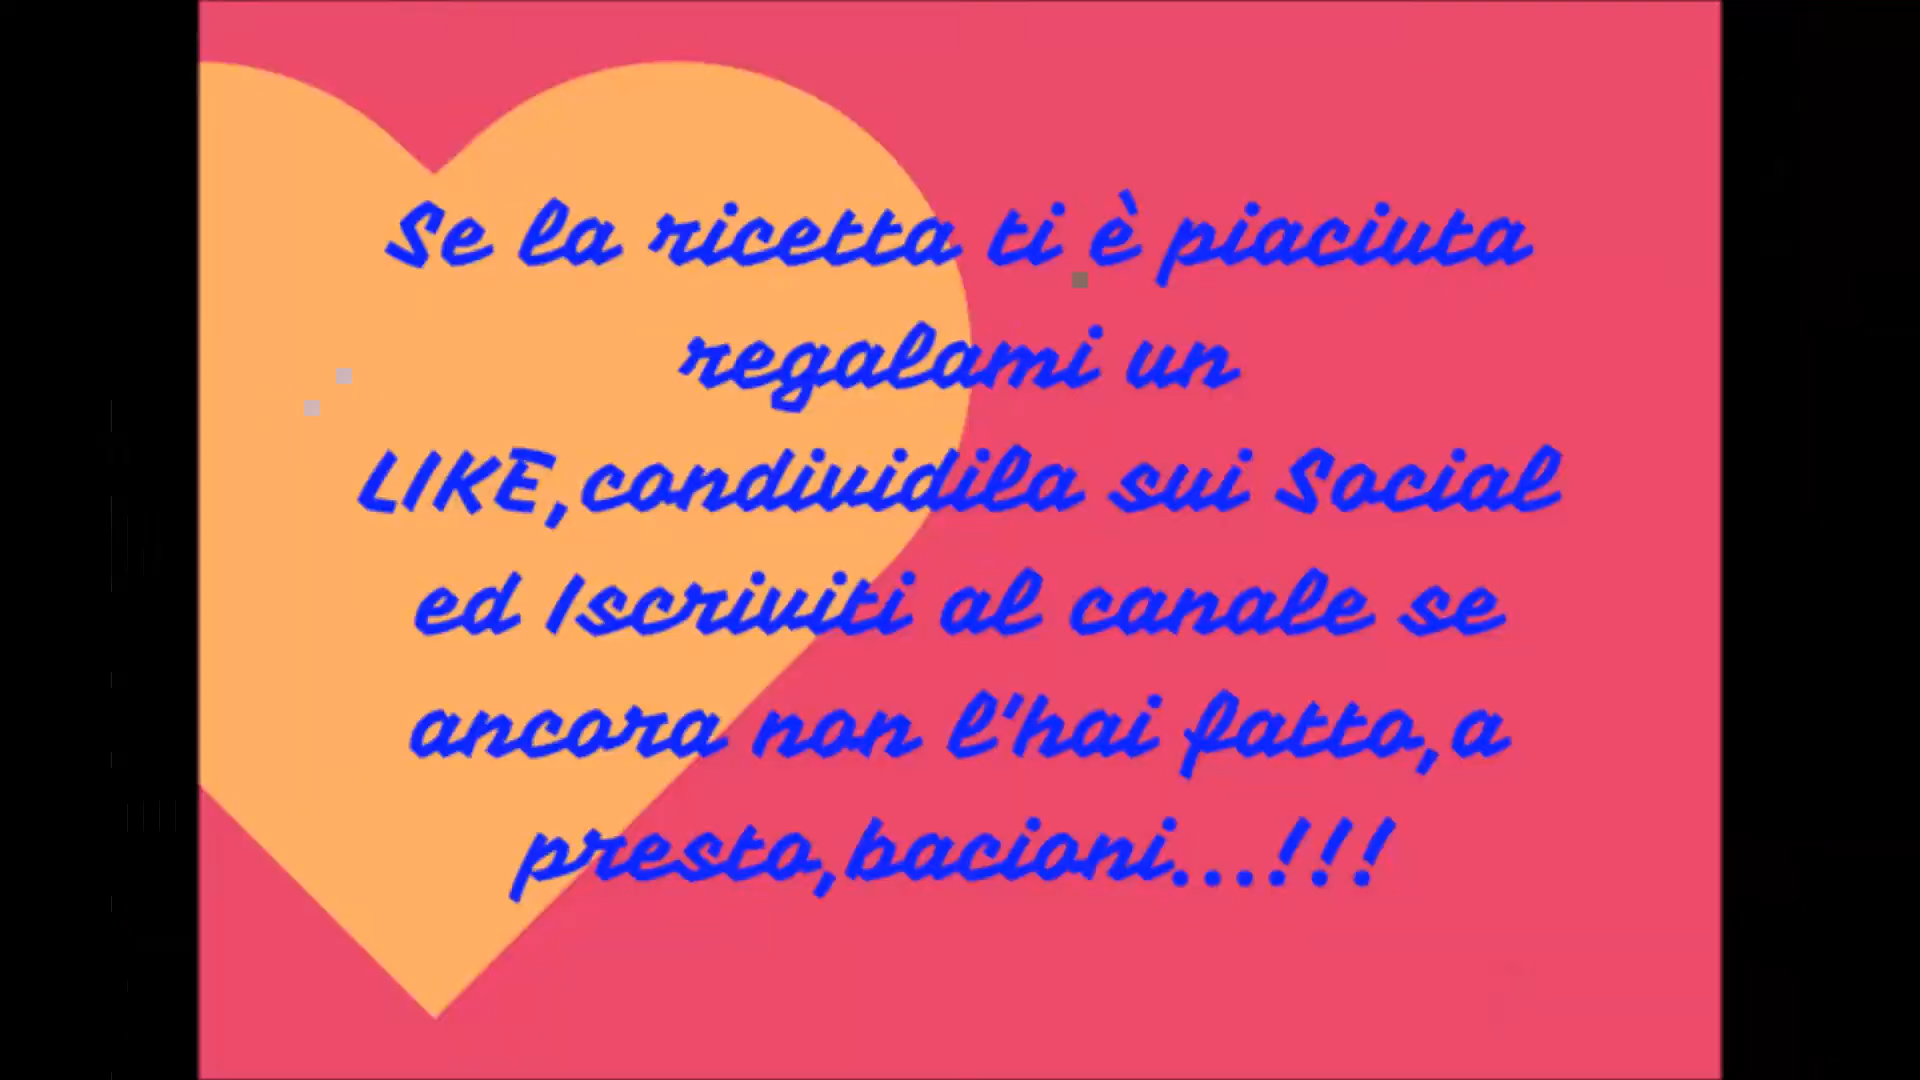 Se la ricetta ti è piaciuta
regalami un
LIKE,condividila sui Social
ed Iscriviti al canale se
ancora non l'hai fatto,a
presto,bacioni...!!!